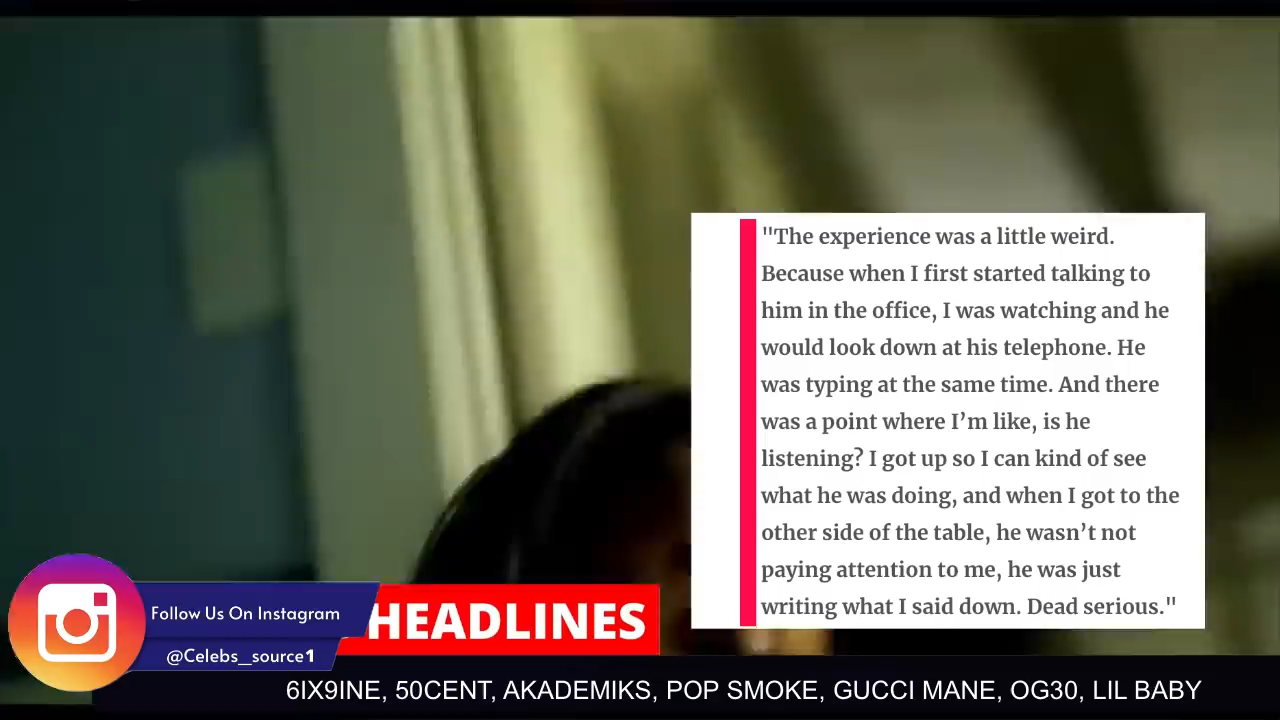 "The experience was a little weird.
Because when I first started talking to
him in the office, I was watching and he
would look down at his telephone. He
was typing at the same time. And there
was a point where I’m like, is he
listening? I got up so I can kind of see
what he was doing, and when I got to the
other side of the table, he wasn’t not
paying attention to me, he was just
writing what I said down. Dead serious."
Follow Us On Instagram
@Celebs_source1
HEADLINES
6IX9INE, 50CENT, AKADEMIKS, POP SMOKE, GUCCI MANE, OG30, LIL BABY